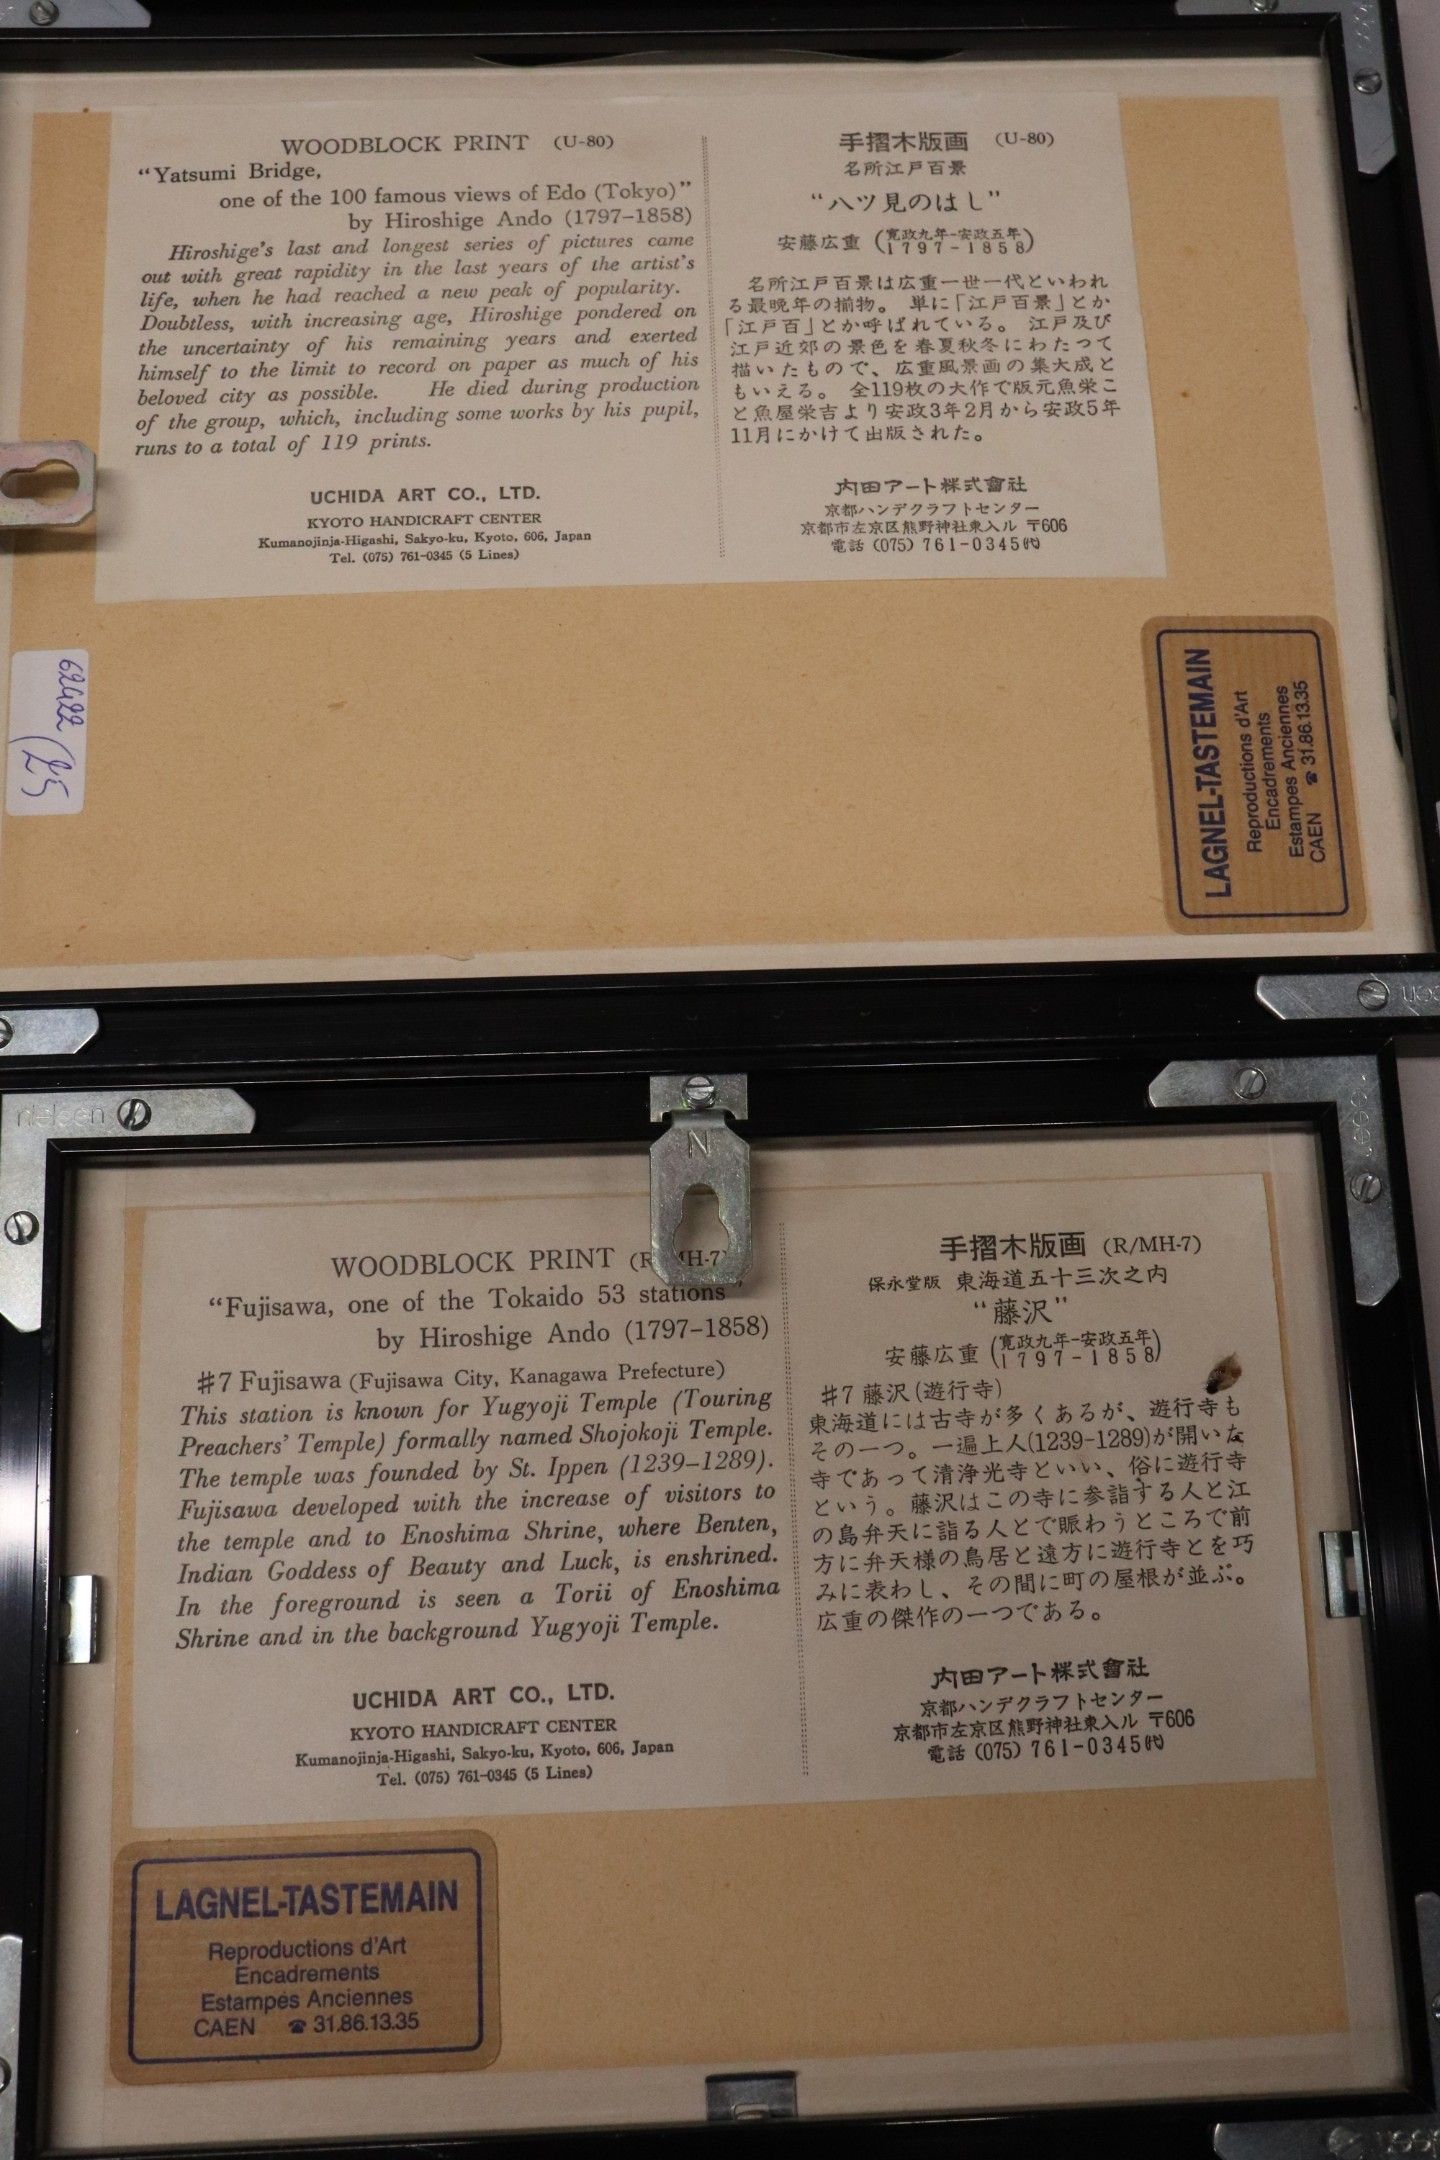 WOODBLOCK PRINT (U-80)
"Yatsumi Bridge,
one of the 100 famous views of Edo (Tokyo)"
by Hiroshige Ando (1797–1858)
Hiroshige's last and longest series of pictures came
out with great rapidity in the last years of the artist's
life, when he had reached a new peak of popularity.
Doubtless, with increasing age, Hiroshige pondered on
the uncertainty of his remaining years and exerted
himself to the limit to record on paper as much of his
beloved city as possible. He died during production
of the group, which, including some works by his pupil,
runs to a total of 119 prints.
UCHIDA ART CO., LTD.
KYOTO HANDICRAFT CENTER
Kumanojinja-Higashi, Sakyo-ku, Kyoto, 606, Japan
Tel. (075) 761-0345 (5 Lines)
手摺木版画 (U-80)
名所江戸百景
"八ツ見のはし"
安藤広重 (寛政九年-安政五年
1797-1858)
名所江戸百景は広重一世一代といわれ
る最晩年の揃物。 単に「江戸百景」とか
「江戸百」とか呼ばれている。 江戸及び
江戸近郊の景色を春夏秋冬にわたつて
描いたもので、広重風景画の集大成と
もいえる。 全119枚の大作で版元魚栄こ
と魚屋栄吉より安政3年2月から安政5年
11月にかけて出版された。
内田アート株式會社
京都ハンデクラフトセンター
京都市左京区熊野神社東入ル 〒606
電話 (075) 761-0345㈹
62422
25
LAGNEL-TASTEMAIN
Reproductions d'Art
Encadrements
Estampes Anciennes
CAEN ☎ 31.86.13.35
nielsen
N
WOODBLOCK PRINT (R/MH-7)
"Fujisawa, one of the Tokaido 53 stations"
by Hiroshige Ando (1797–1858)
#7 Fujisawa (Fujisawa City, Kanagawa Prefecture)
This station is known for Yugyoji Temple (Touring
Preachers' Temple) formally named Shojokoji Temple.
The temple was founded by St. Ippen (1239–1289).
Fujisawa developed with the increase of visitors to
the temple and to Enoshima Shrine, where Benten,
Indian Goddess of Beauty and Luck, is enshrined.
In the foreground is seen a Torii of Enoshima
Shrine and in the background Yugyoji Temple.
UCHIDA ART CO., LTD.
KYOTO HANDICRAFT CENTER
Kumanojinja-Higashi, Sakyo-ku, Kyoto, 606, Japan
Tel. (075) 761-0345 (5 Lines)
手摺木版画 (R/MH-7)
保永堂版 東海道五十三次之内
"藤沢"
安藤広重 (寛政九年-安政五年
1797-1858)
#7 藤沢 (遊行寺)
東海道には古寺が多くあるが、遊行寺も
その一つ。一遍上人(1239-1289)が開いた
寺であって清浄光寺といい、俗に遊行寺
という。藤沢はこの寺に参詣する人と江
の島弁天に詣る人とで賑わうところで前
方に弁天様の鳥居と遠方に遊行寺とを巧
みに表わし、その間に町の屋根が並ぶ。
広重の傑作の一つである。
内田アート株式會社
京都ハンデクラフトセンター
京都市左京区熊野神社東入ル 〒606
電話 (075) 761-0345㈹
LAGNEL-TASTEMAIN
Reproductions d'Art
Encadrements
Estampes Anciennes
CAEN ☎ 31.86.13.35